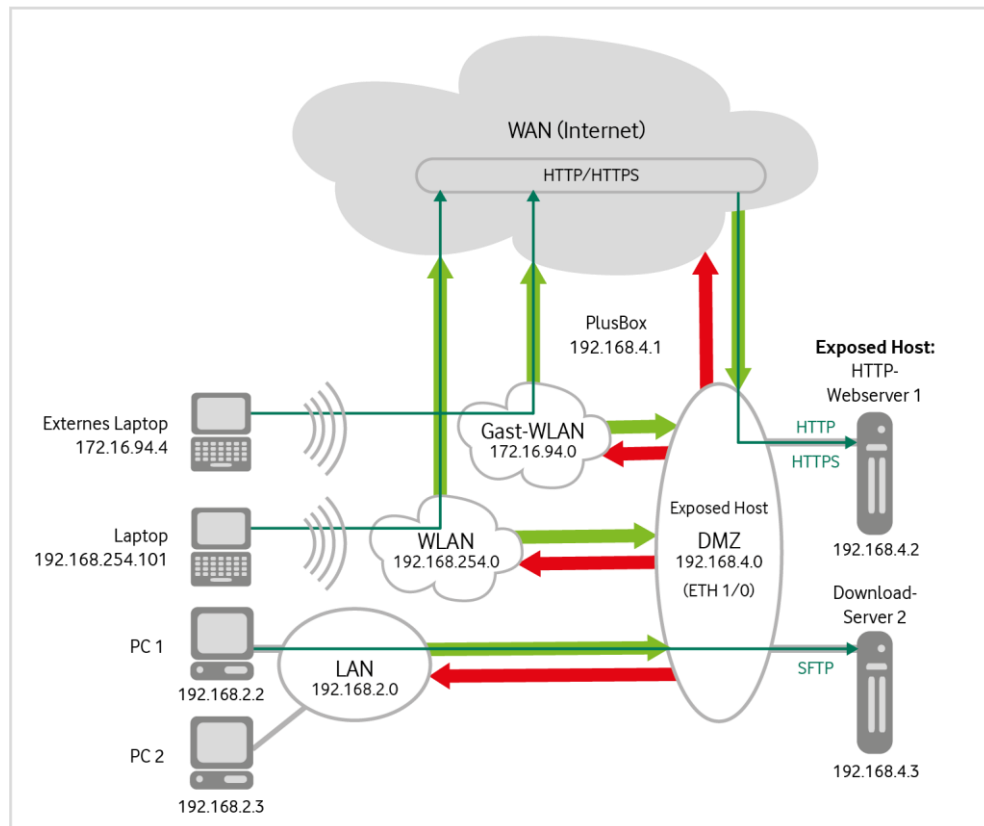 WAN (Internet)
HTTP/HTTPS
PlusBox
192.168.4.1
Exposed Host:
HTTP-
Webserver 1
HTTP
HTTPS
192.168.4.2
Externes Laptop
172.16.94.4
Gast-WLAN
172.16.94.0
Laptop
192.168.254.101
WLAN
192.168.254.0
Exposed Host
DMZ
192.168.4.0
(ETH 1/0)
Download-
Server 2
SFTP
192.168.4.3
PC 1
192.168.2.2
LAN
192.168.2.0
PC 2
192.168.2.3